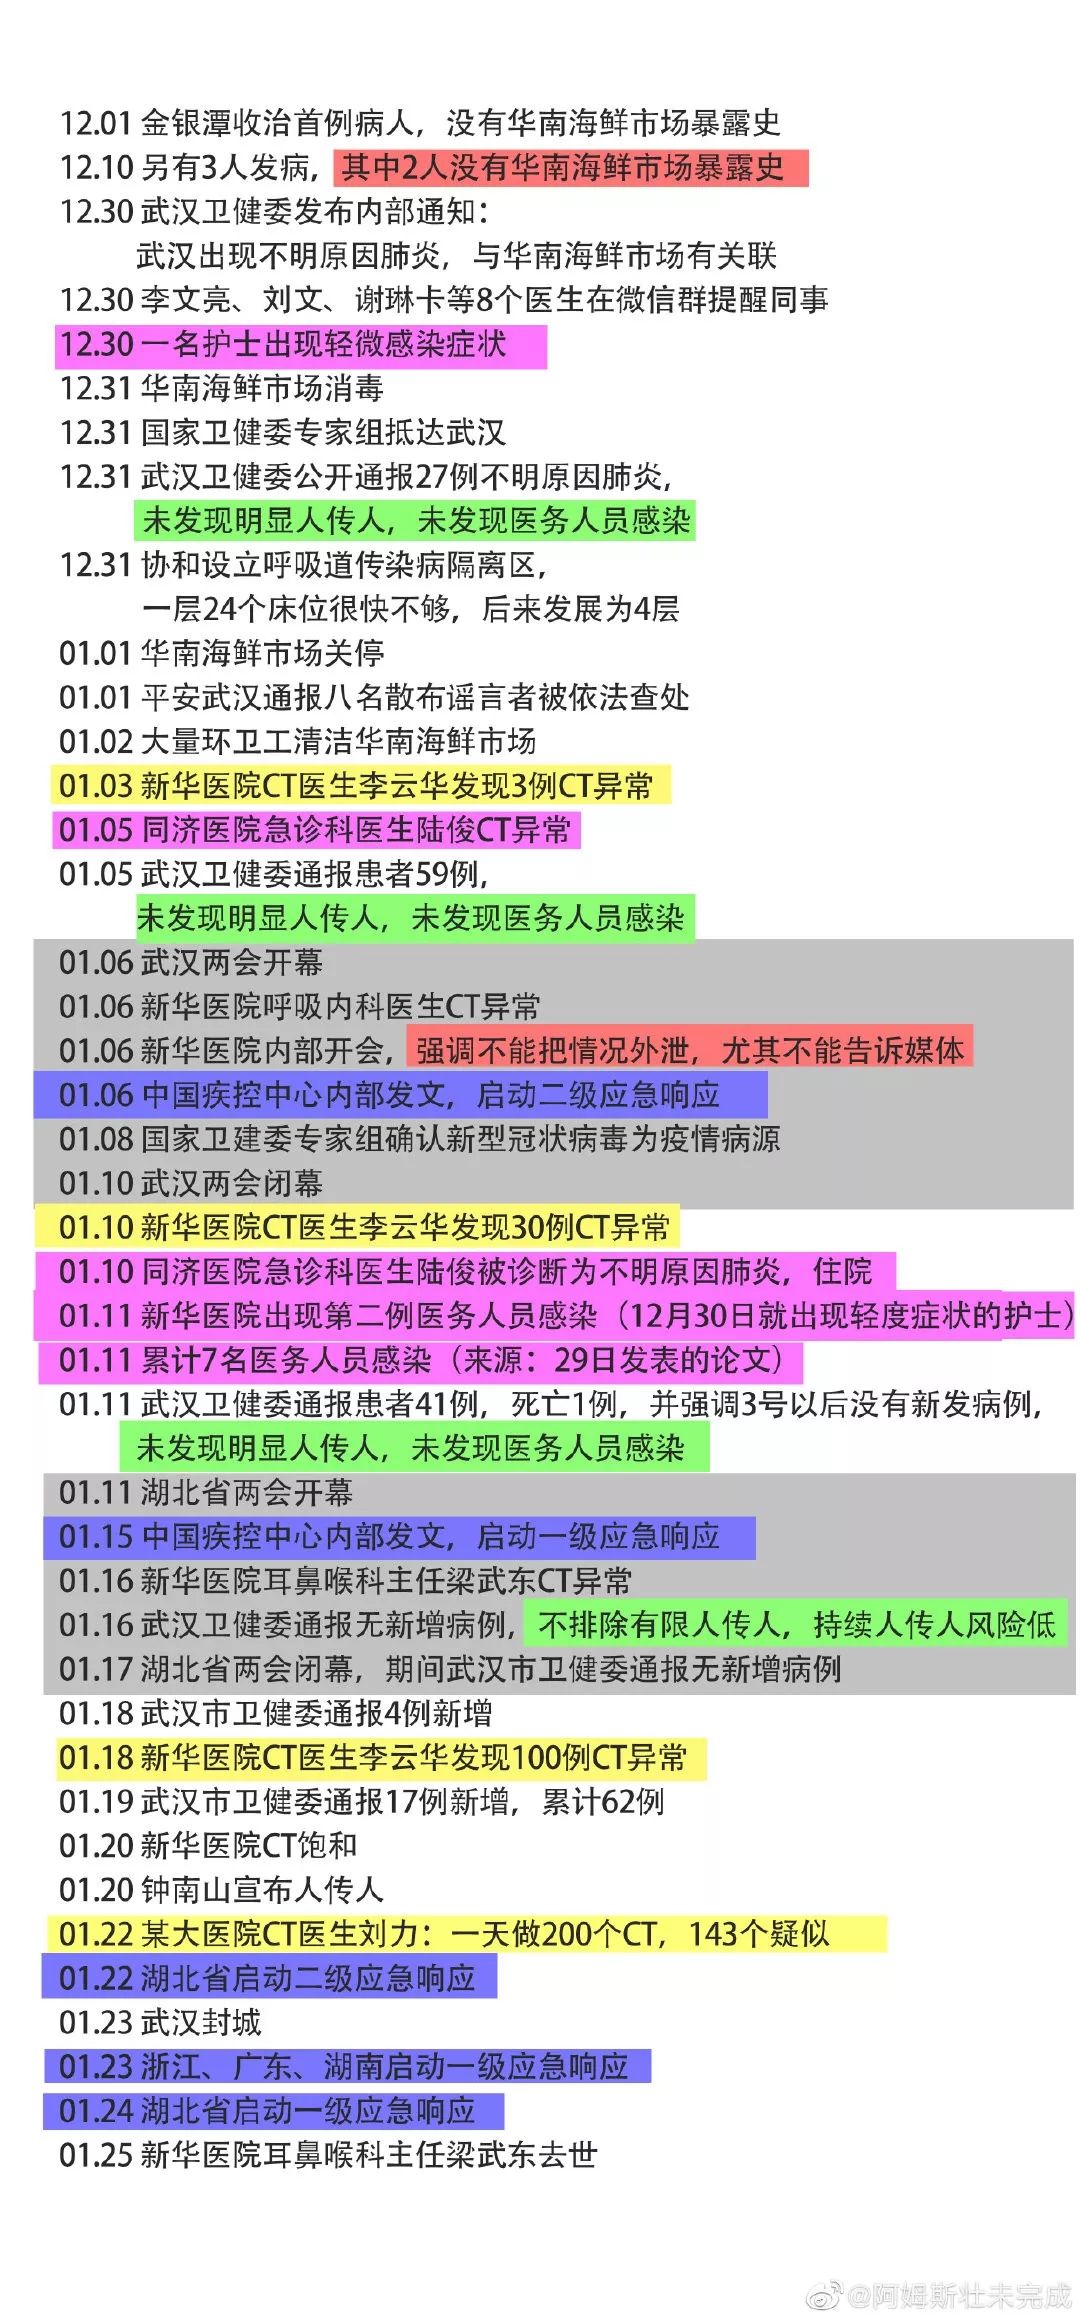 12.01 金银潭收治首例病人，没有华南海鲜市场暴露史
12.10 另有3人发病，其中2人没有华南海鲜市场暴露史
12.30 武汉卫健委发布内部通知：
武汉出现不明原因肺炎，与华南海鲜市场有关联
12.30 李文亮、刘文、谢琳卡等8个医生在微信群提醒同事
12.30 一名护士出现轻微感染症状
12.31 华南海鲜市场消毒
12.31 国家卫健委专家组抵达武汉
12.31 武汉卫健委公开通报27例不明原因肺炎，
未发现明显人传人，未发现医务人员感染
12.31 协和设立呼吸道传染病隔离区，
一层24个床位很快不够，后来发展为4层
01.01 华南海鲜市场关停
01.01 平安武汉通报八名散布谣言者被依法查处
01.02 大量环卫工清洁华南海鲜市场
01.03 新华医院CT医生李云华发现3例CT异常
01.05 同济医院急诊科医生陆俊CT异常
01.05 武汉卫健委通报患者59例，
未发现明显人传人，未发现医务人员感染
01.06 武汉两会开幕
01.06 新华医院呼吸内科医生CT异常
01.06 新华医院内部开会，强调不能把情况外泄，尤其不能告诉媒体
01.06 中国疾控中心内部发文，启动二级应急响应
01.08 国家卫建委专家组确认新型冠状病毒为疫情病源
01.10 武汉两会闭幕
01.10 新华医院CT医生李云华发现30例CT异常
01.10 同济医院急诊科医生陆俊被诊断为不明原因肺炎，住院
01.11 新华医院出现第二例医务人员感染（12月30日就出现轻度症状的护士）
01.11 累计7名医务人员感染（来源：29日发表的论文）
01.11 武汉卫健委通报患者41例，死亡1例，并强调3号以后没有新发病例，
未发现明显人传人，未发现医务人员感染
01.11 湖北省两会开幕
01.15 中国疾控中心内部发文，启动一级应急响应
01.16 新华医院耳鼻喉科主任梁武东CT异常
01.16 武汉卫健委通报无新增病例，不排除有限人传人，持续人传人风险低
01.17 湖北省两会闭幕，期间武汉市卫健委通报无新增病例
01.18 武汉市卫健委通报4例新增
01.18 新华医院CT医生李云华发现100例CT异常
01.19 武汉市卫健委通报17例新增，累计62例
01.20 新华医院CT饱和
01.20 钟南山宣布人传人
01.22 某大医院CT医生刘力：一天做200个CT，143个疑似
01.22 湖北省启动二级应急响应
01.23 武汉封城
01.23 浙江、广东、湖南启动一级应急响应
01.24 湖北省启动一级应急响应
01.25 新华医院耳鼻喉科主任梁武东去世
@阿姆斯壮未完成